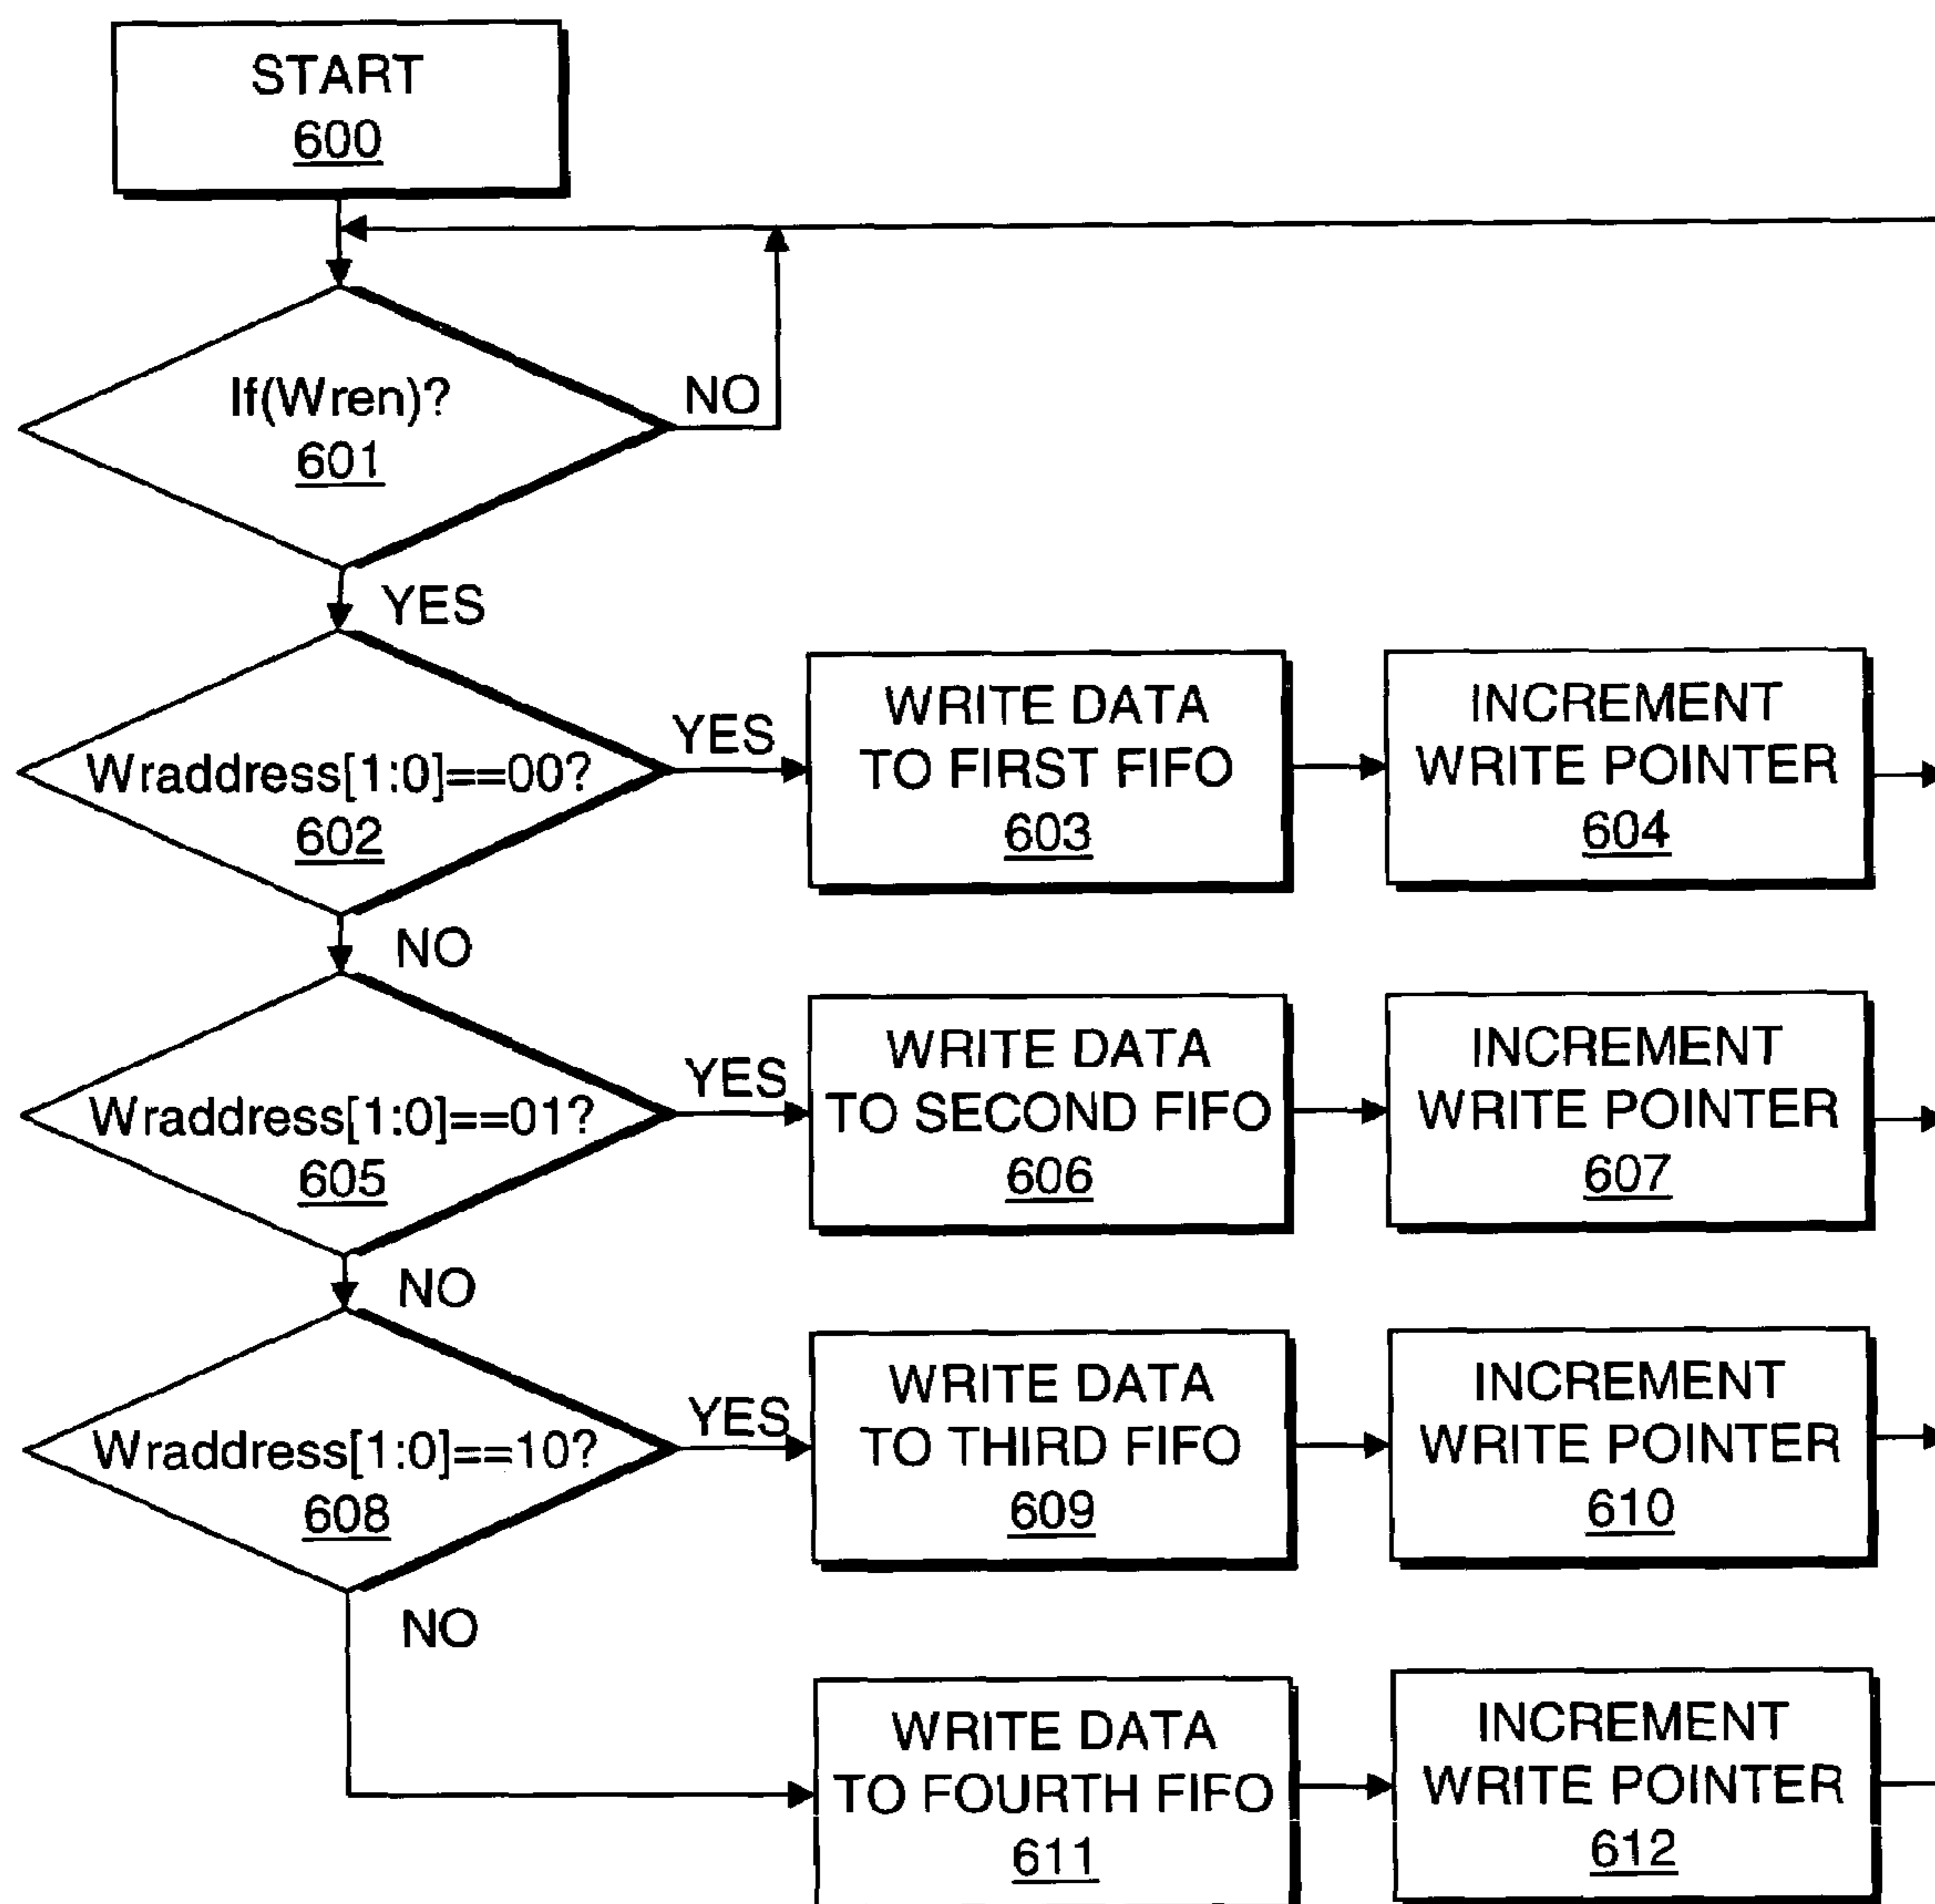 START
600
If(Wren)?
601
NO
YES
Wraddress[1:0]==00?
602
YES
WRITE DATA
TO FIRST FIFO
603
INCREMENT
WRITE POINTER
604
NO
Wraddress[1:0]==01?
605
YES
WRITE DATA
TO SECOND FIFO
606
INCREMENT
WRITE POINTER
607
NO
Wraddress[1:0]==10?
608
YES
WRITE DATA
TO THIRD FIFO
609
INCREMENT
WRITE POINTER
610
NO
WRITE DATA
TO FOURTH FIFO
611
INCREMENT
WRITE POINTER
612